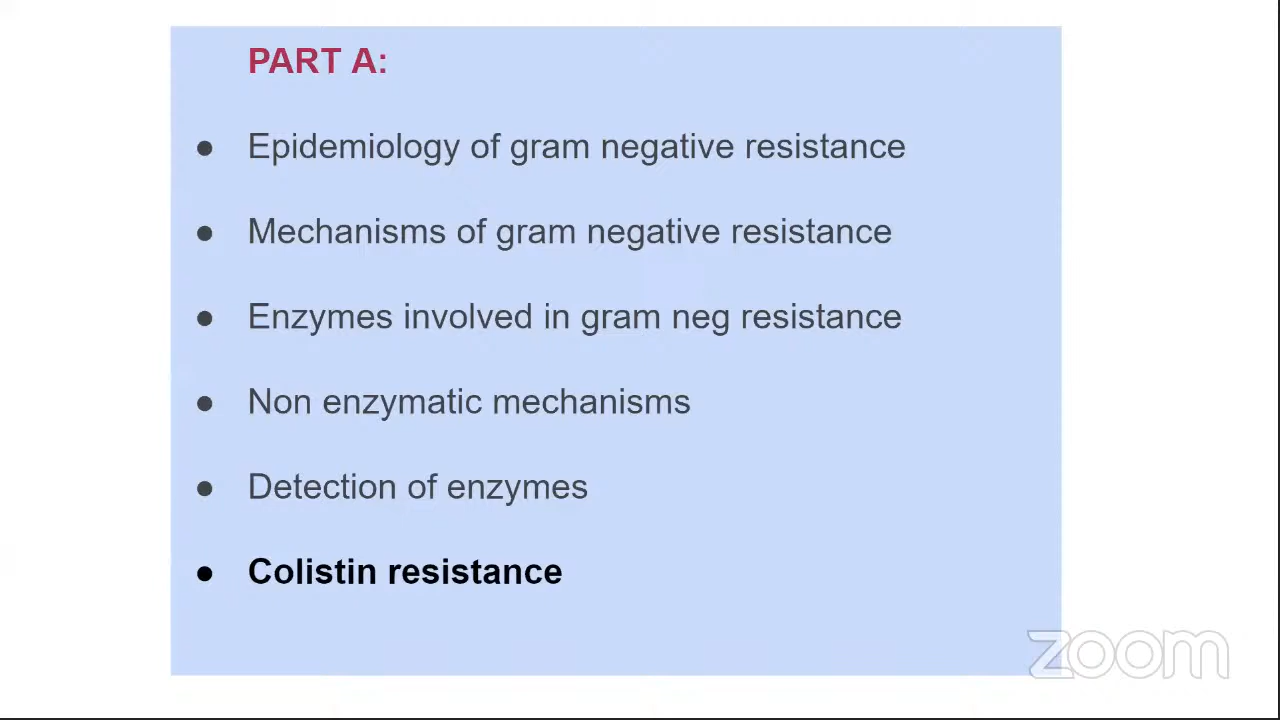 PART A:
● Epidemiology of gram negative resistance
● Mechanisms of gram negative resistance
● Enzymes involved in gram neg resistance
● Non enzymatic mechanisms
● Detection of enzymes
● Colistin resistance
zoom